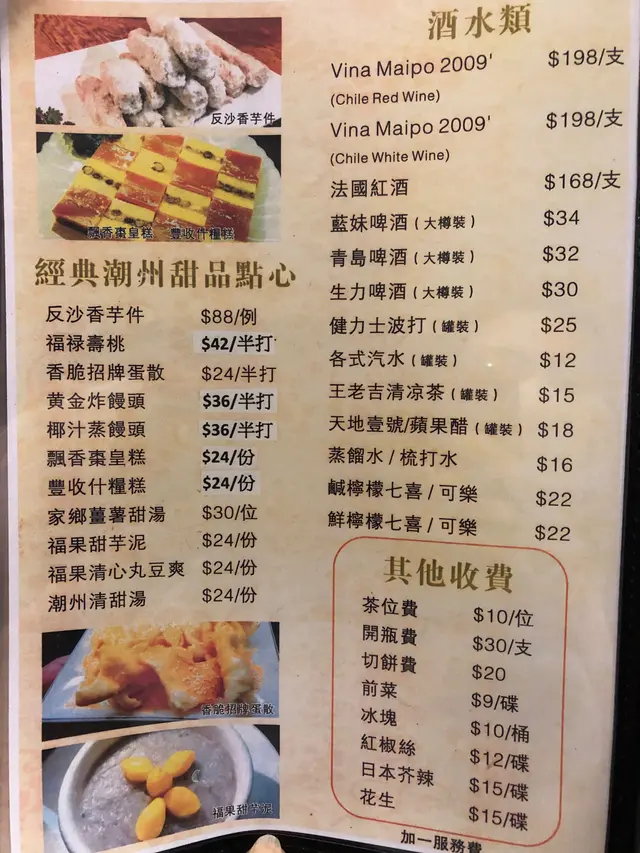 反沙香芋件
飄香棗皇糕 豐收什糧糕
經典潮州甜品點心
反沙香芋件 $88/例
福禄壽桃 $42/半打
香脆招牌蛋散 $24/半打
黄金炸饅頭 $36/半打
椰汁蒸饅頭 $36/半打
飄香棗皇糕 $24/份
豐收什糧糕 $24/份
家鄉薑薯甜湯 $30/位
福果甜芋泥 $24/份
福果清心丸豆爽 $24/份
潮州清甜湯 $24/份
香脆招牌蛋散
福果甜芋泥
酒水類
Vina Maipo 2009' $198/支
(Chile Red Wine)
Vina Maipo 2009' $198/支
(Chile White Wine)
法國紅酒 $168/支
藍妹啤酒(大樽裝) $34
青島啤酒(大樽裝) $32
生力啤酒(大樽裝) $30
健力士波打(罐裝) $25
各式汽水(罐裝) $12
王老吉清凉茶(罐裝) $15
天地壹號/蘋果醋(罐裝) $18
蒸餾水/梳打水 $16
鹹檸檬七喜/可樂 $22
鮮檸檬七喜/可樂 $22
其他收費
茶位費 $10/位
開瓶費 $30/支
切餅費 $20
前菜 $9/碟
冰塊 $10/桶
紅椒絲 $12/碟
日本芥辣 $15/碟
花生 $15/碟
加一服務費